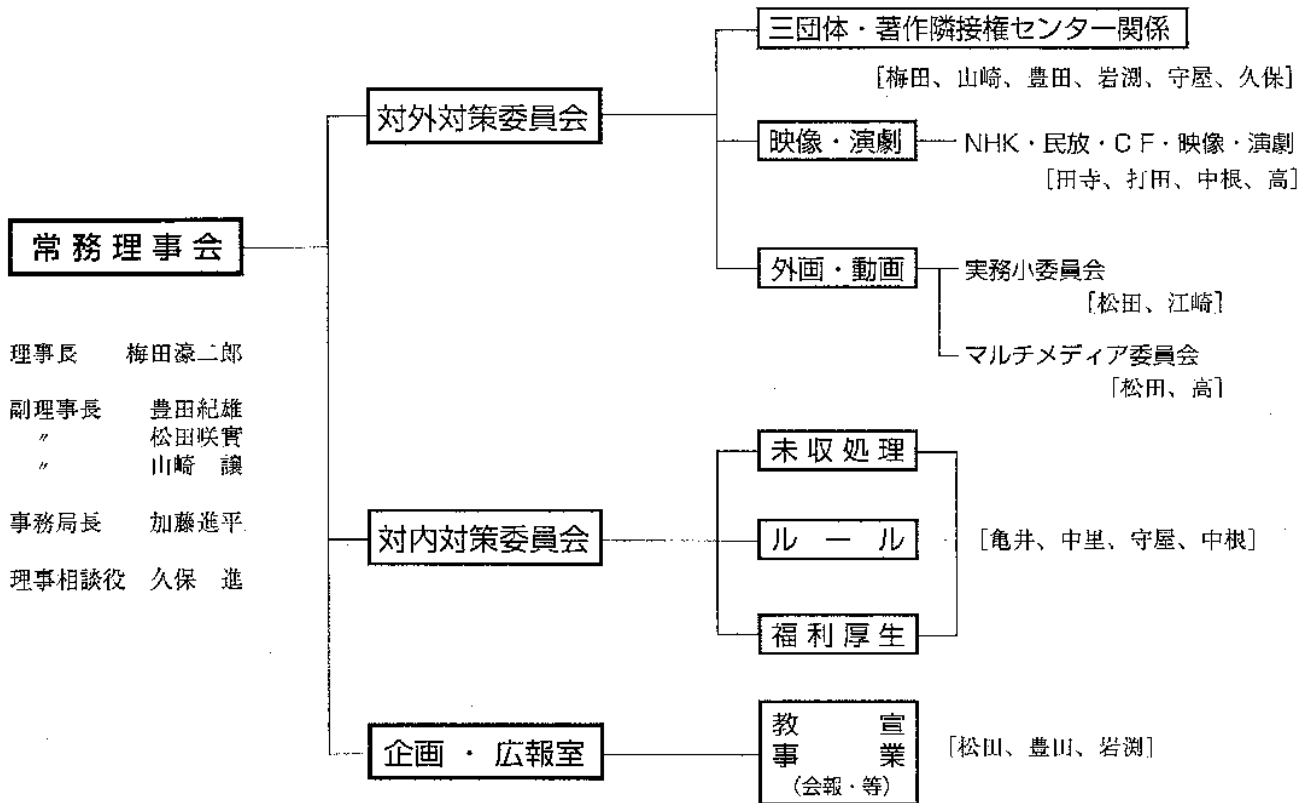 三団体・著作隣接権センター関係
[梅田、山崎、豊田、岩渕、守屋、久保]
対外対策委員会
映像・演劇
NHK・民放・CF・映像・演劇
[田寺、打田、中根、高]
常務理事会
外画・動画
実務小委員会
[松田、江崎]
マルチメディア委員会
[松田、高]
理事長 梅田濠二郎
副理事長 豊田紀雄
〃 松田咲實
〃 山崎 譲
事務局長 加藤進平
理事相談役 久保 進
未収処理
対内対策委員会
ルール
[亀井、中里、守屋、中根]
福利厚生
企画・広報室
教宣
事業
(会報・等)
[松田、豊田、岩渕]